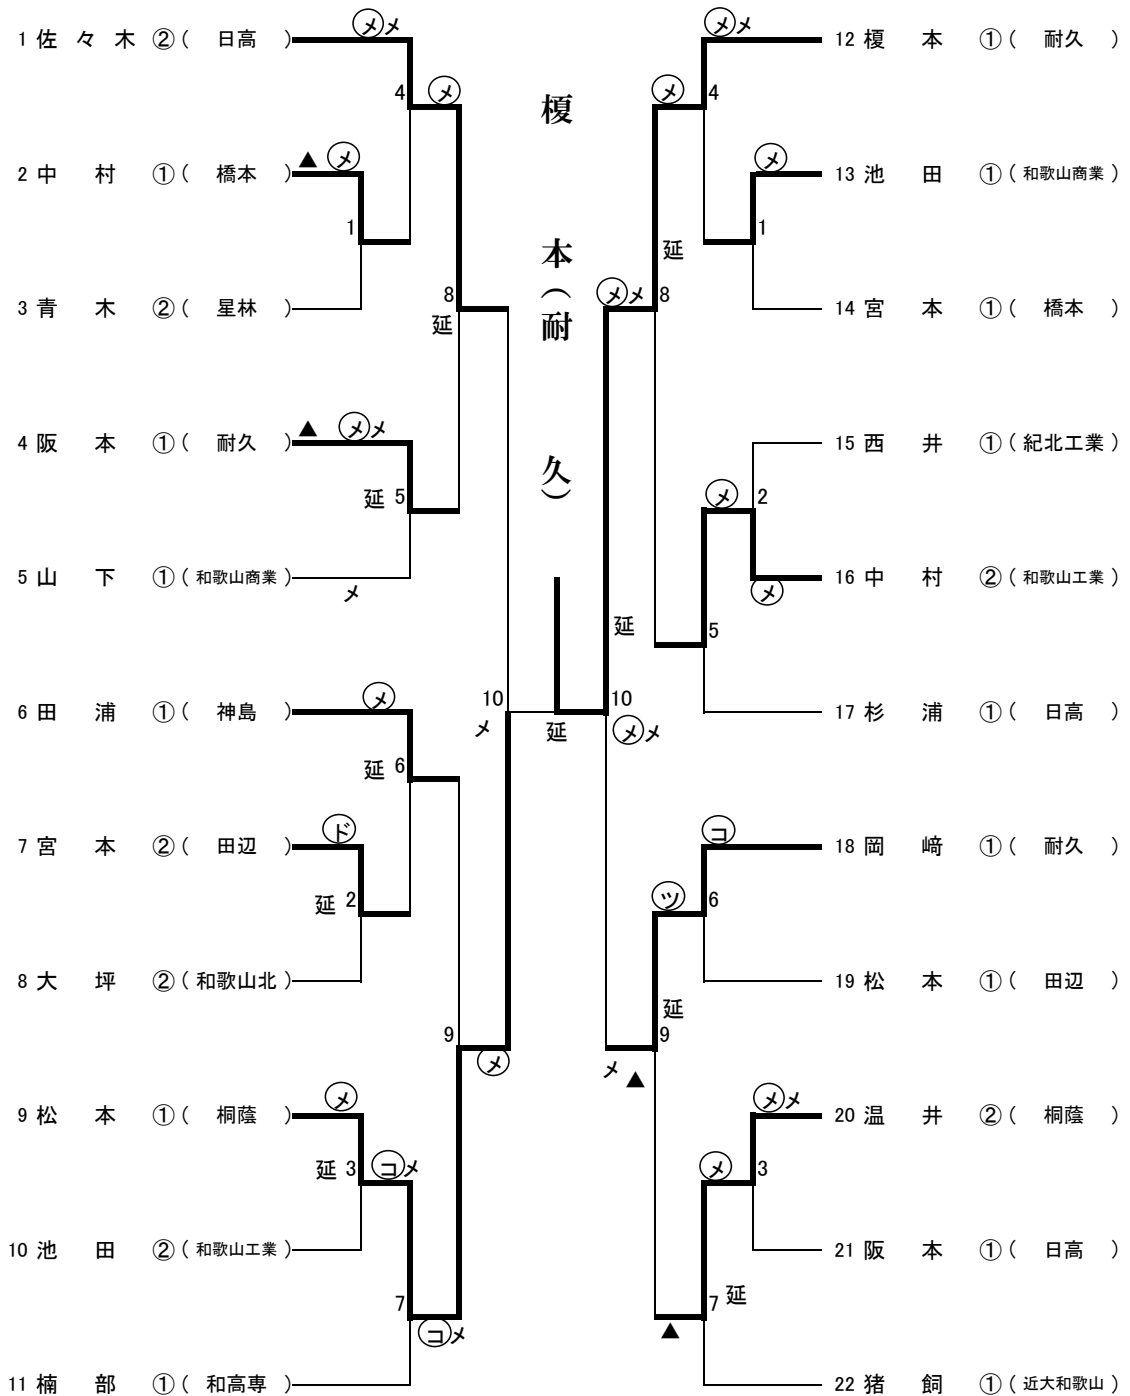 1 佐々木 ② ( 日高 )
2 中村 ① ( 橋本 )
3 青木 ② ( 星林 )
4 阪本 ① ( 耐久 )
5 山下 ① ( 和歌山商業 )
6 田浦 ① ( 神島 )
7 宮本 ② ( 田辺 )
8 大坪 ② ( 和歌山北 )
9 松本 ① ( 桐蔭 )
10 池田 ② ( 和歌山工業 )
11 楠部 ① ( 和高専 )
メメ
4
メ
▲ メ
1
8
延
▲ メメ
延 5
メ
メ
延 6
ド
延 2
9
メ
メ
延 3
コメ
7
コメ
10
メ
榎本(耐久)
延
メメ
延
10
メメ
メメ
メ
4
メ
1
延
8
メ
2
メ
5
コ
ツ
6
延
9
メ ▲
メメ
メ
3
7 延
▲
12 榎本 ① ( 耐久 )
13 池田 ① ( 和歌山商業 )
14 宮本 ① ( 橋本 )
15 西井 ① ( 紀北工業 )
16 中村 ② ( 和歌山工業 )
17 杉浦 ① ( 日高 )
18 岡﨑 ① ( 耐久 )
19 松本 ① ( 田辺 )
20 温井 ② ( 桐蔭 )
21 阪本 ① ( 日高 )
22 猪飼 ① ( 近大和歌山 )